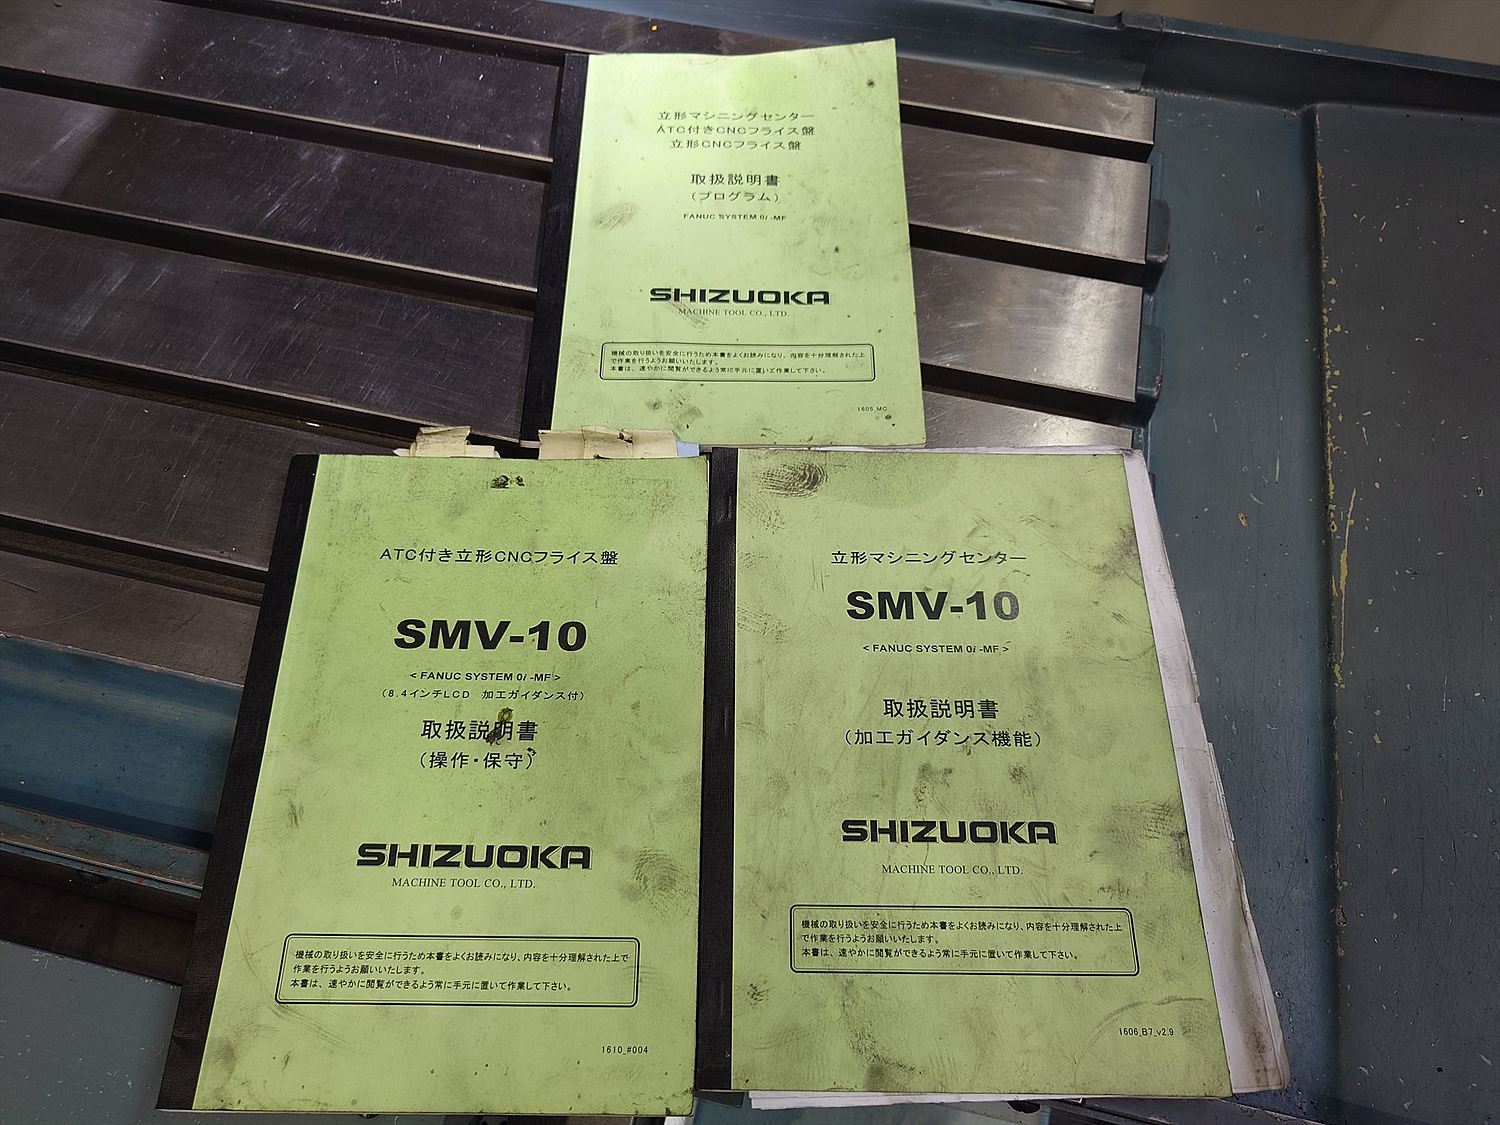 立形マシニングセンター
ATC付きCNCフライス盤
立形CNCフライス盤
取扱説明書
(プログラム)
FANUC SYSTEM 0i -MF
SHIZUOKA
MACHINE TOOL CO., LTD.
機械の取り扱いを安全に行うため本書をよくお読みになり、内容を十分理解された上
で作業を行うようお願いいたします。
本書は、速やかに閲覧ができるよう常に手元に置いて作業して下さい。
1605_MG
ATC付き立形CNCフライス盤
SMV-10
< FANUC SYSTEM 0i -MF >
(8.4インチLCD 加工ガイダンス付)
取扱説明書
(操作・保守)
SHIZUOKA
MACHINE TOOL CO., LTD.
機械の取り扱いを安全に行うため本書をよくお読みになり、内容を十分理解された上で
作業を行うようお願いいたします。
本書は、速やかに閲覧ができるよう常に手元に置いて作業して下さい。
1610_#004
立形マシニングセンター
SMV-10
< FANUC SYSTEM 0i -MF >
取扱説明書
(加工ガイダンス機能)
SHIZUOKA
MACHINE TOOL CO., LTD.
機械の取り扱いを安全に行うため本書をよくお読みになり、内容を十分理解された上
で作業を行うようお願いいたします。
本書は、速やかに閲覧ができるよう常に手元に置いて作業して下さい。
1606_B7_v2.9